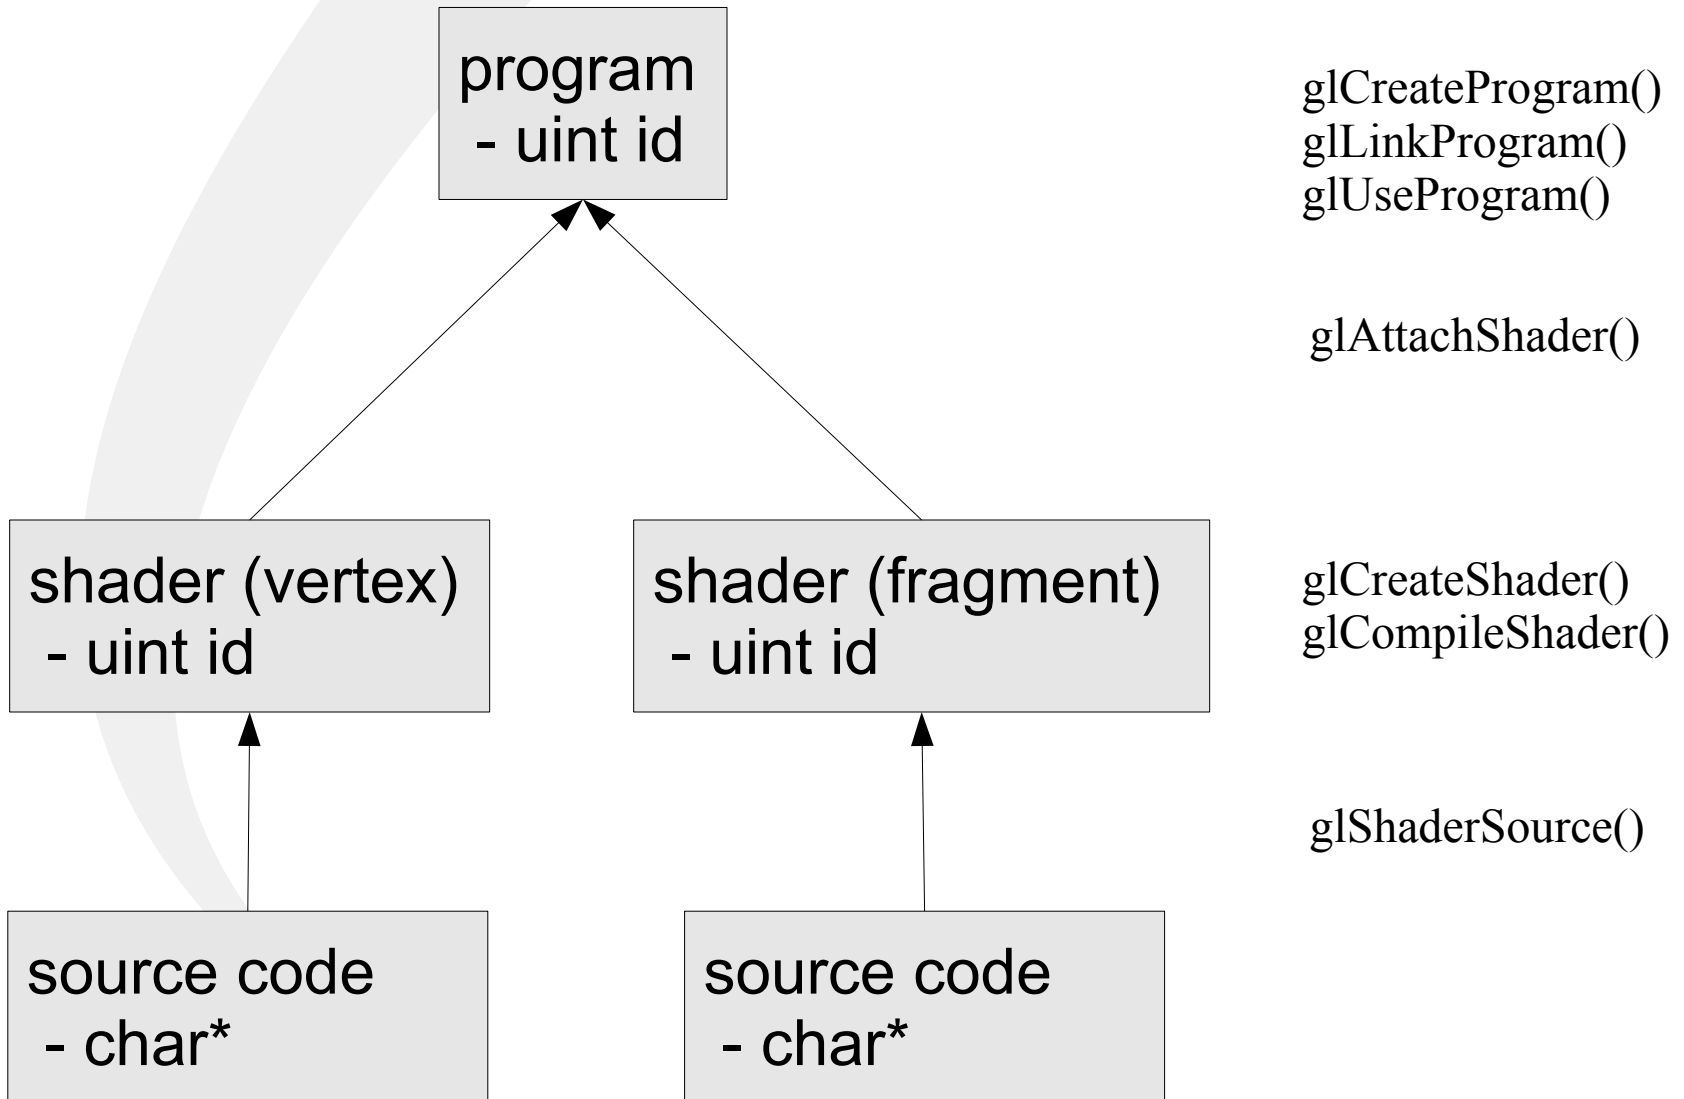 program
- uint id
glCreateProgram()
glLinkProgram()
glUseProgram()
glAttachShader()
shader (vertex)
- uint id
shader (fragment)
- uint id
glCreateShader()
glCompileShader()
glShaderSource()
source code
- char*
source code
- char*